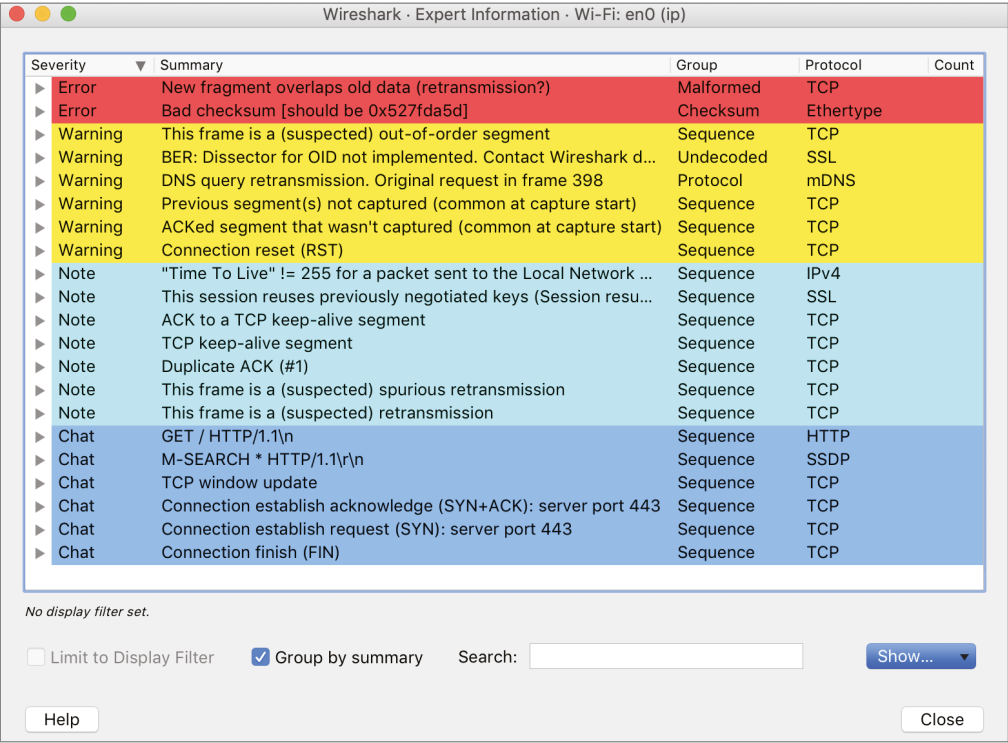 Wireshark · Expert Information · Wi-Fi: en0 (ip)
Severity Summary Group Protocol Count
Error New fragment overlaps old data (retransmission?) Malformed TCP
Error Bad checksum [should be 0x527fda5d] Checksum Ethertype
Warning This frame is a (suspected) out-of-order segment Sequence TCP
Warning BER: Dissector for OID not implemented. Contact Wireshark d... Undecoded SSL
Warning DNS query retransmission. Original request in frame 398 Protocol mDNS
Warning Previous segment(s) not captured (common at capture start) Sequence TCP
Warning ACKed segment that wasn't captured (common at capture start) Sequence TCP
Warning Connection reset (RST) Sequence TCP
Note "Time To Live" != 255 for a packet sent to the Local Network ... Sequence IPv4
Note This session reuses previously negotiated keys (Session resu... Sequence SSL
Note ACK to a TCP keep-alive segment Sequence TCP
Note TCP keep-alive segment Sequence TCP
Note Duplicate ACK (#1) Sequence TCP
Note This frame is a (suspected) spurious retransmission Sequence TCP
Note This frame is a (suspected) retransmission Sequence TCP
Chat GET / HTTP/1.1\n Sequence HTTP
Chat M-SEARCH * HTTP/1.1\r\n Sequence SSDP
Chat TCP window update Sequence TCP
Chat Connection establish acknowledge (SYN+ACK): server port 443 Sequence TCP
Chat Connection establish request (SYN): server port 443 Sequence TCP
Chat Connection finish (FIN) Sequence TCP
No display filter set.
Limit to Display Filter Group by summary Search: Show...
Help Close